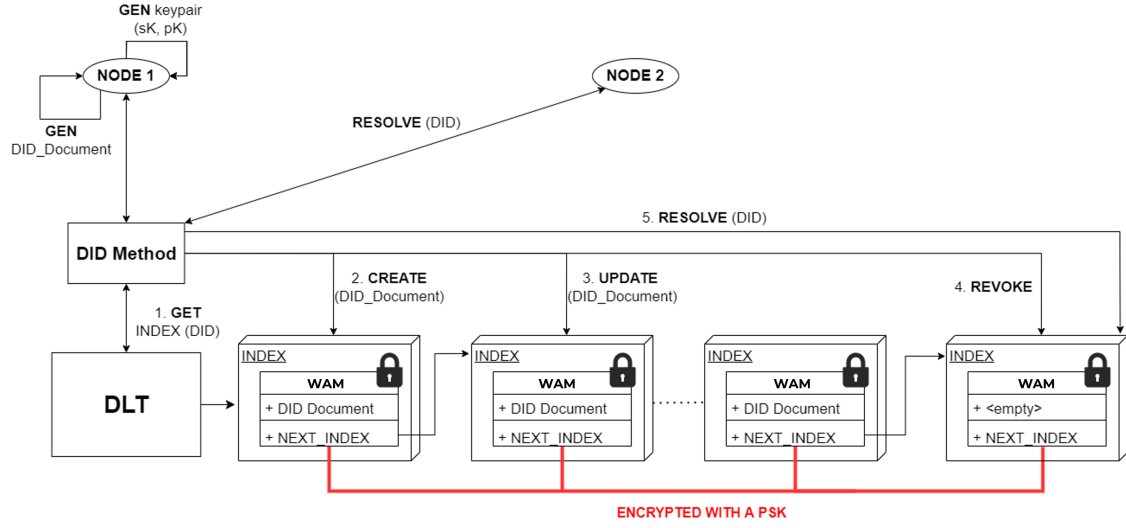 GEN keypair
(sK, pK)
NODE 1
NODE 2
GEN
DID_Document
RESOLVE (DID)
5. RESOLVE (DID)
DID Method
2. CREATE
(DID_Document)
3. UPDATE
(DID_Document)
4. REVOKE
1. GET
INDEX (DID)
DLT
INDEX
WAM
+ DID Document
+ NEXT_INDEX
INDEX
WAM
+ DID Document
+ NEXT_INDEX
INDEX
WAM
+ DID Document
+ NEXT_INDEX
INDEX
WAM
+ <empty>
+ NEXT_INDEX
ENCRYPTED WITH A PSK